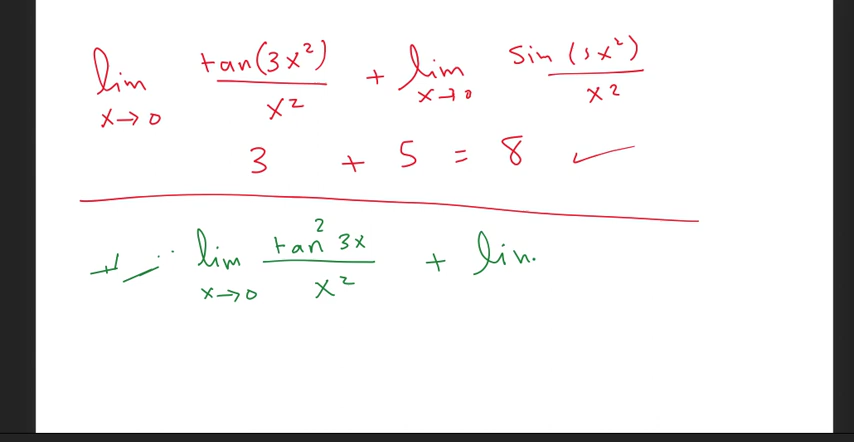 lim x→0 tan(3x²)/x² + lim x→0 sin(5x²)/x²
3 + 5 = 8 ✓
lim x→0 tan² 3x/x² + lim